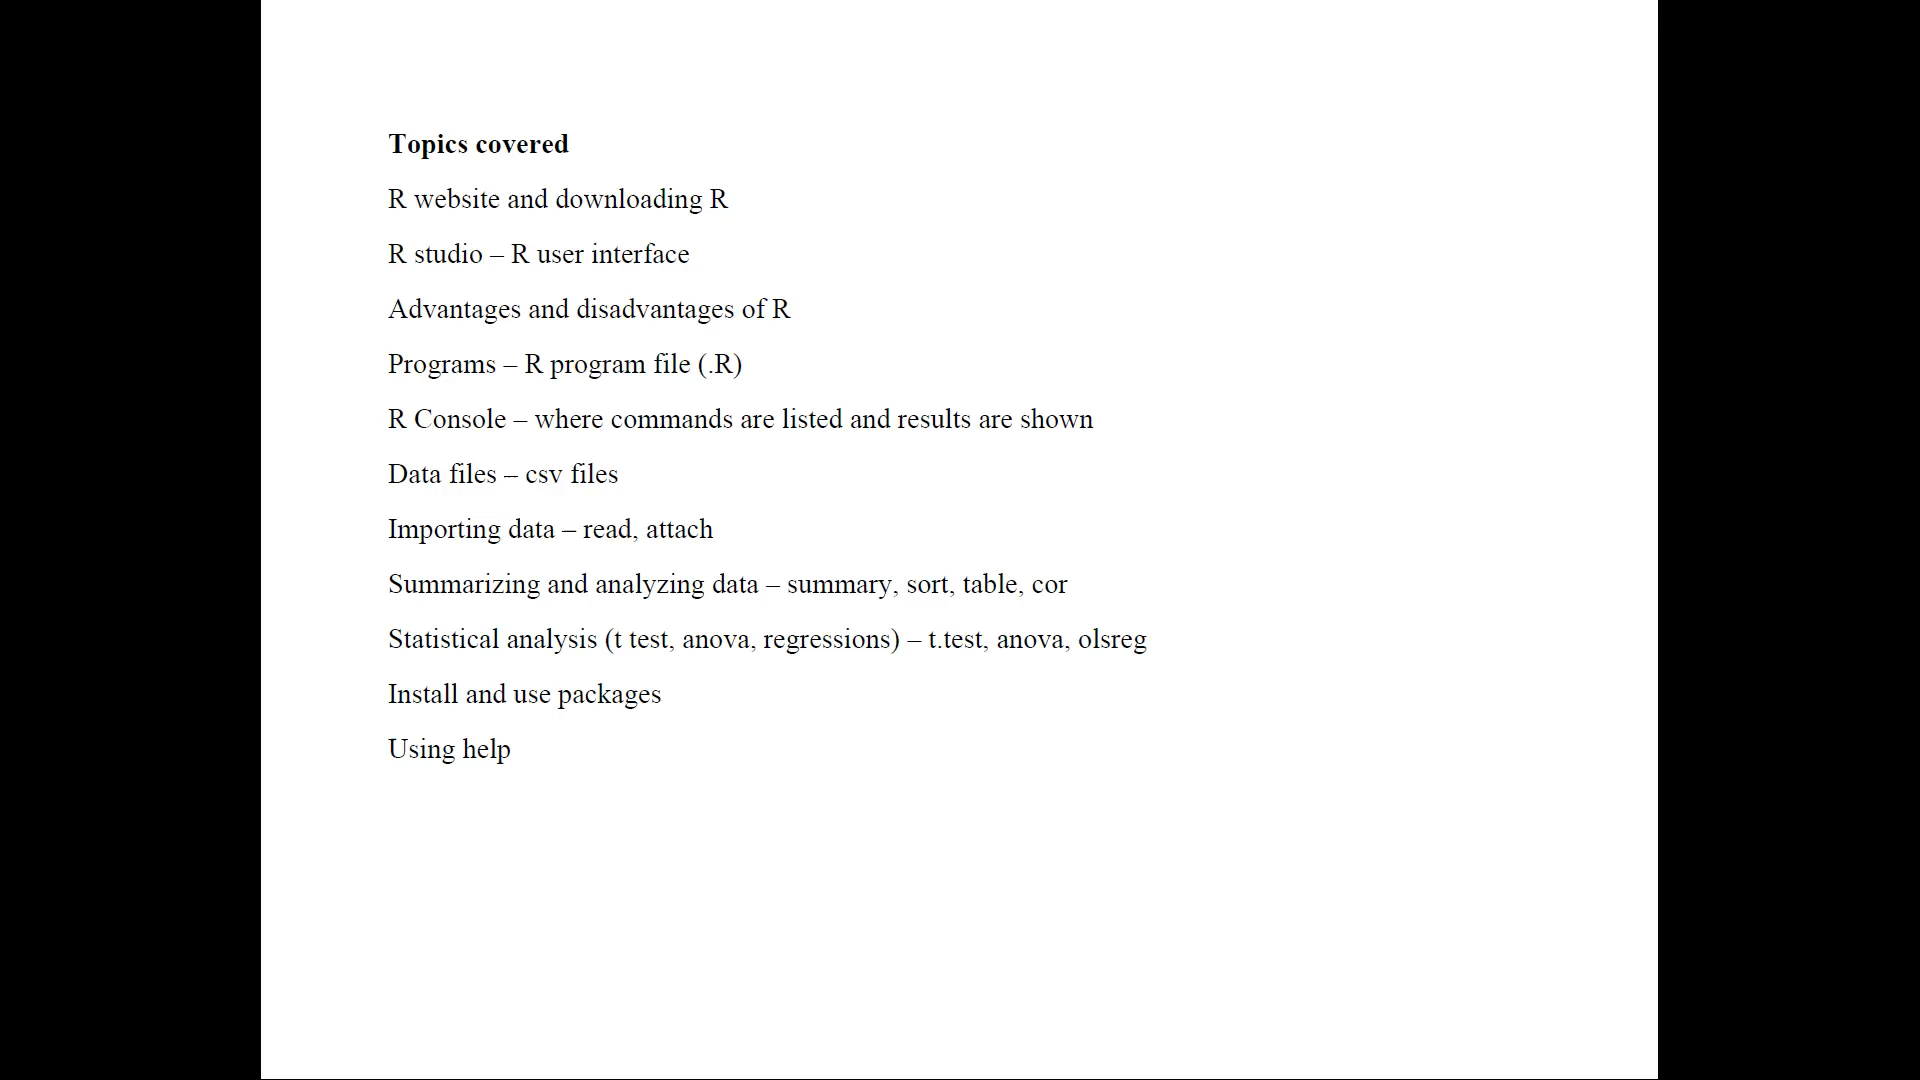 Topics covered
R website and downloading R
R studio – R user interface
Advantages and disadvantages of R
Programs – R program file (.R)
R Console – where commands are listed and results are shown
Data files – csv files
Importing data – read, attach
Summarizing and analyzing data – summary, sort, table, cor
Statistical analysis (t test, anova, regressions) – t.test, anova, olsreg
Install and use packages
Using help